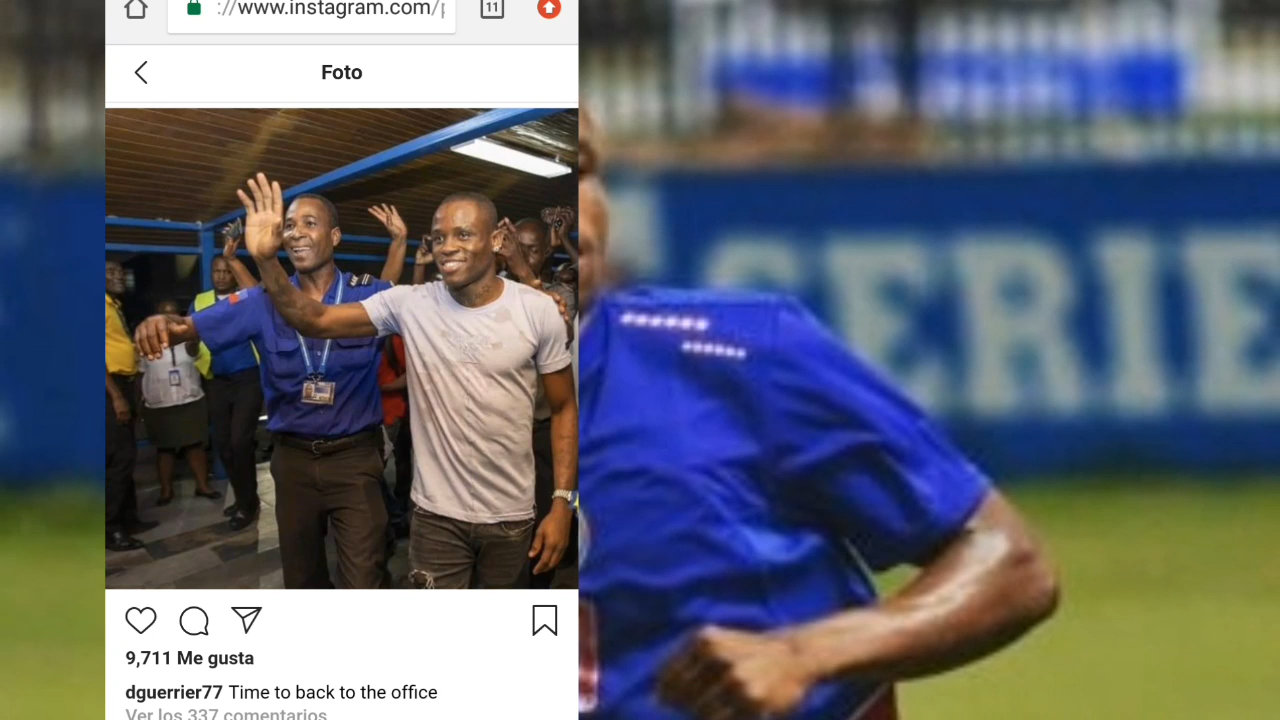 ://www.instagram.com/p
11
Foto
9,711 Me gusta
dguerrier77 Time to back to the office
Ver los 337 comentarios
SERIE